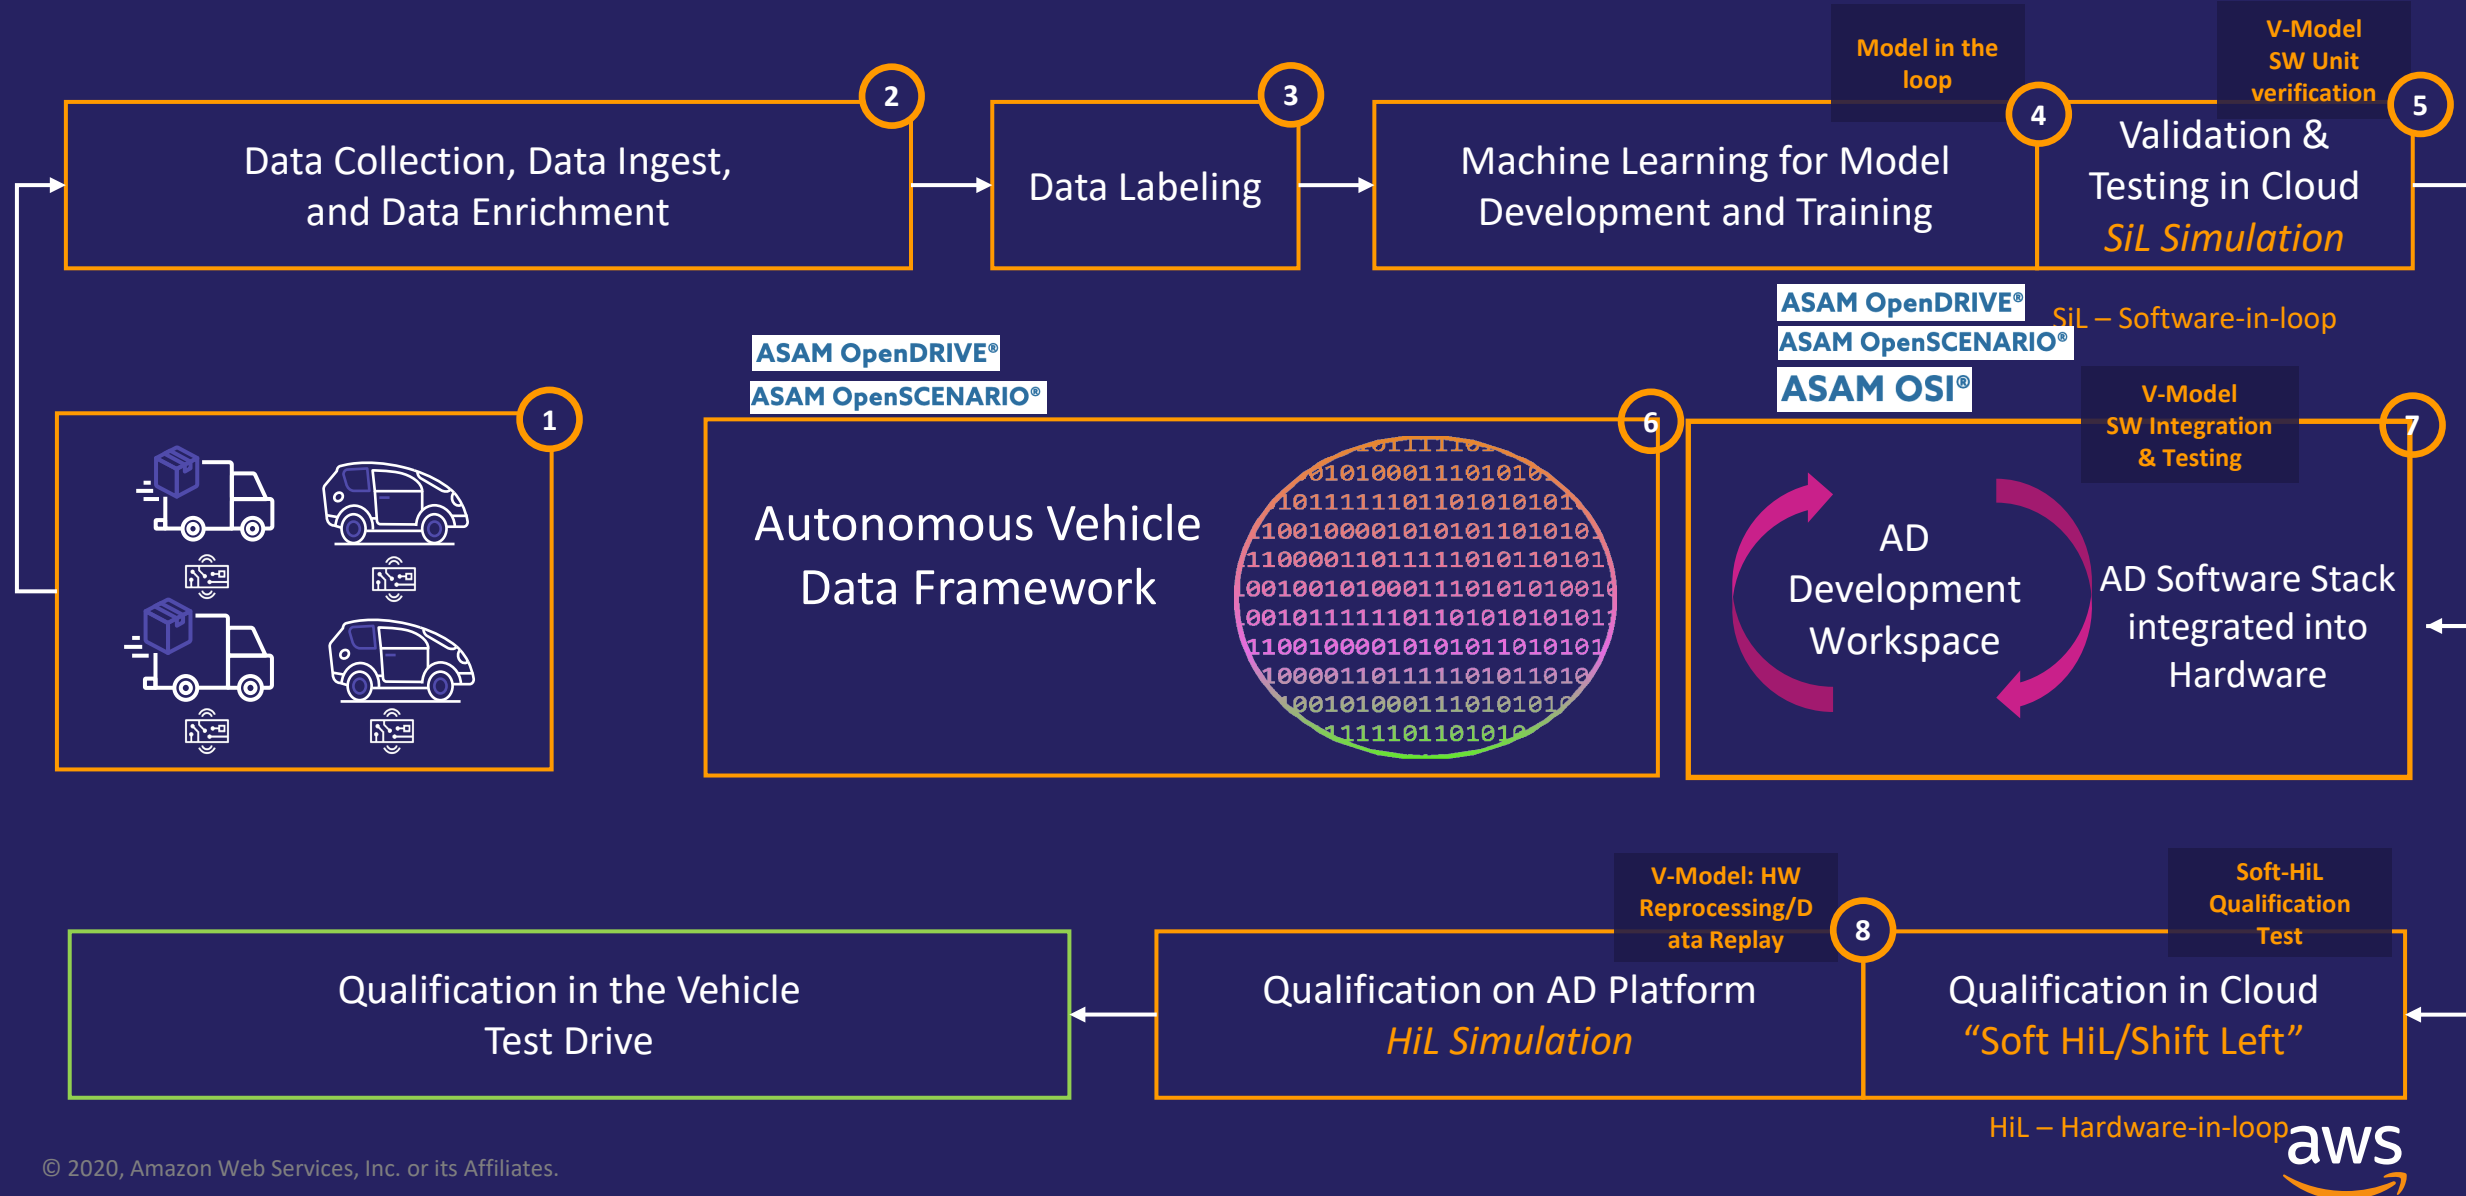 Model in the
loop
V-Model
SW Unit
verification
2
3
4
5
Data Collection, Data Ingest,
and Data Enrichment
Data Labeling
Machine Learning for Model
Development and Training
Validation &
Testing in Cloud
SiL Simulation
SiL – Software-in-loop
ASAM OpenDRIVE®
ASAM OpenSCENARIO®
ASAM OpenDRIVE®
ASAM OpenSCENARIO®
ASAM OSI®
V-Model
SW Integration
& Testing
1
6
7
Autonomous Vehicle
Data Framework
AD
Development
Workspace
AD Software Stack
integrated into
Hardware
V-Model: HW
Reprocessing/D
ata Replay
8
Soft-HiL
Qualification
Test
Qualification in the Vehicle
Test Drive
Qualification on AD Platform
HiL Simulation
Qualification in Cloud
“Soft HiL/Shift Left”
HiL – Hardware-in-loop
aws
© 2020, Amazon Web Services, Inc. or its Affiliates.